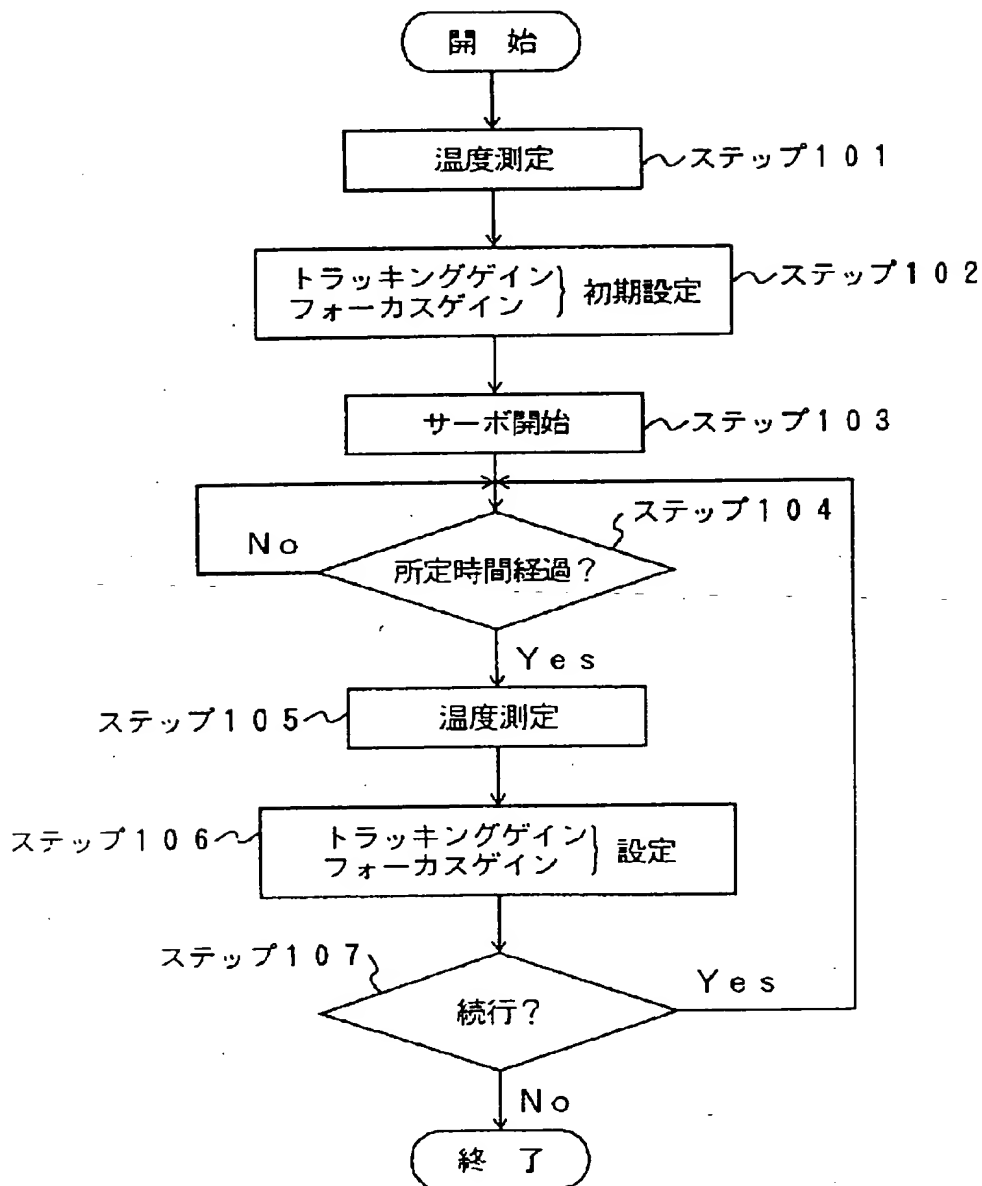 開 始
温度測定
ステップ１０１
トラッキングゲイン
フォーカスゲイン
初期設定
ステップ１０２
サーボ開始
ステップ１０３
ステップ１０４
Ｎｏ
所定時間経過？
Ｙｅｓ
ステップ１０５
温度測定
ステップ１０６
トラッキングゲイン
フォーカスゲイン
設定
ステップ１０７
Ｙｅｓ
続行？
Ｎｏ
終 了